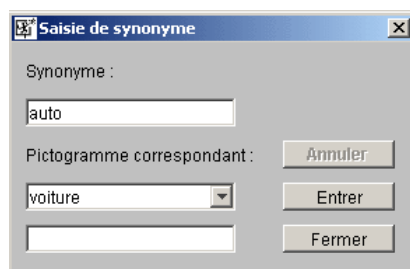 Saisie de synonyme
Synonyme :
auto
Pictogramme correspondant :
Annuler
voiture
Entrer
Fermer